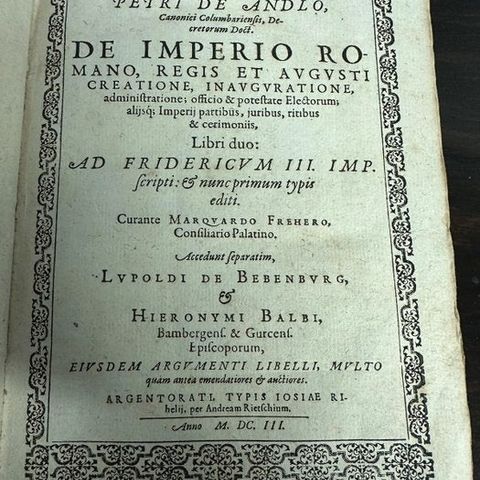 PETRI DE ANDLO,
Canonici Columbariensis, De-
cretorum Doct.
DE IMPERIO RO-
MANO, REGIS ET AVGVSTI
CREATIONE, INAVGVRATIONE,
administratione; officio & potestate Electorum;
alijsq; Imperij partibus, juribus, ritibus
& cerimoniis,
Libri duo:
AD FRIDERICVM III. IMP.
scripti: & nunc primum typis
editi.
Curante MARQVARDO FREHERO,
Consiliario Palatino.
Accedunt separatim,
LVPOLDI DE BEBENBVRG,
&
HIERONYMI BALBI,
Bambergens. & Gurcens.
Episcoporum,
EIVSDEM ARGVMENTI LIBELLI, MVLTO
quam antea emendatiores & auctiores.
ARGENTORATI, TYPIS IOSIAE RI-
helij, per Andream Rietschium.
Anno M. DC III.